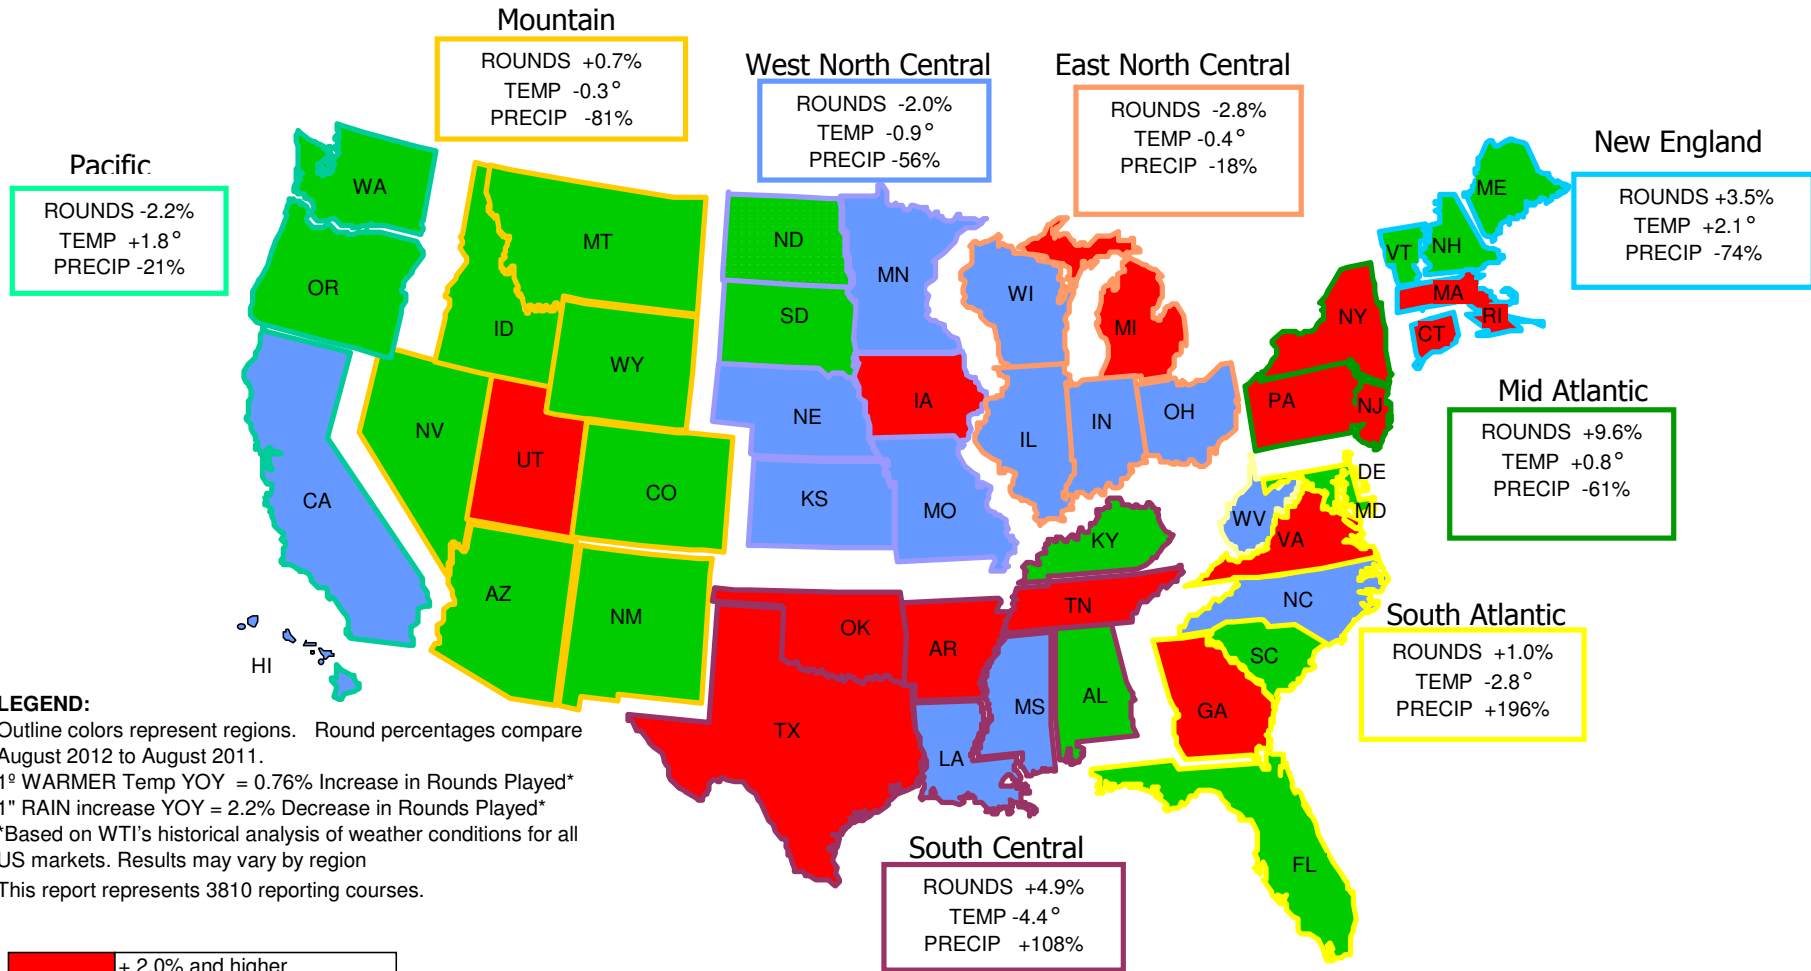 Mountain
ROUNDS +0.7%
TEMP -0.3°
PRECIP -81%
West North Central
ROUNDS -2.0%
TEMP -0.9°
PRECIP -56%
East North Central
ROUNDS -2.8%
TEMP -0.4°
PRECIP -18%
New England
ROUNDS +3.5%
TEMP +2.1°
PRECIP -74%
Pacific
ROUNDS -2.2%
TEMP +1.8°
PRECIP -21%
Mid Atlantic
ROUNDS +9.6%
TEMP +0.8°
PRECIP -61%
South Atlantic
ROUNDS +1.0%
TEMP -2.8°
PRECIP +196%
South Central
ROUNDS +4.9%
TEMP -4.4°
PRECIP +108%
WA
OR
CA
HI
MT
ID
WY
NV
UT
CO
AZ
NM
ND
SD
MN
NE
IA
KS
MO
WI
MI
IL
IN
OH
ME
VT
NH
MA
RI
CT
NY
PA
NJ
DE
MD
WV
VA
NC
SC
GA
FL
KY
TN
OK
AR
TX
MS
AL
LA
LEGEND:
Outline colors represent regions. Round percentages compare
August 2012 to August 2011.
1º WARMER Temp YOY = 0.76% Increase in Rounds Played*
1" RAIN increase YOY = 2.2% Decrease in Rounds Played*
*Based on WTI's historical analysis of weather conditions for all
US markets. Results may vary by region
This report represents 3810 reporting courses.
+ 2.0% and higher